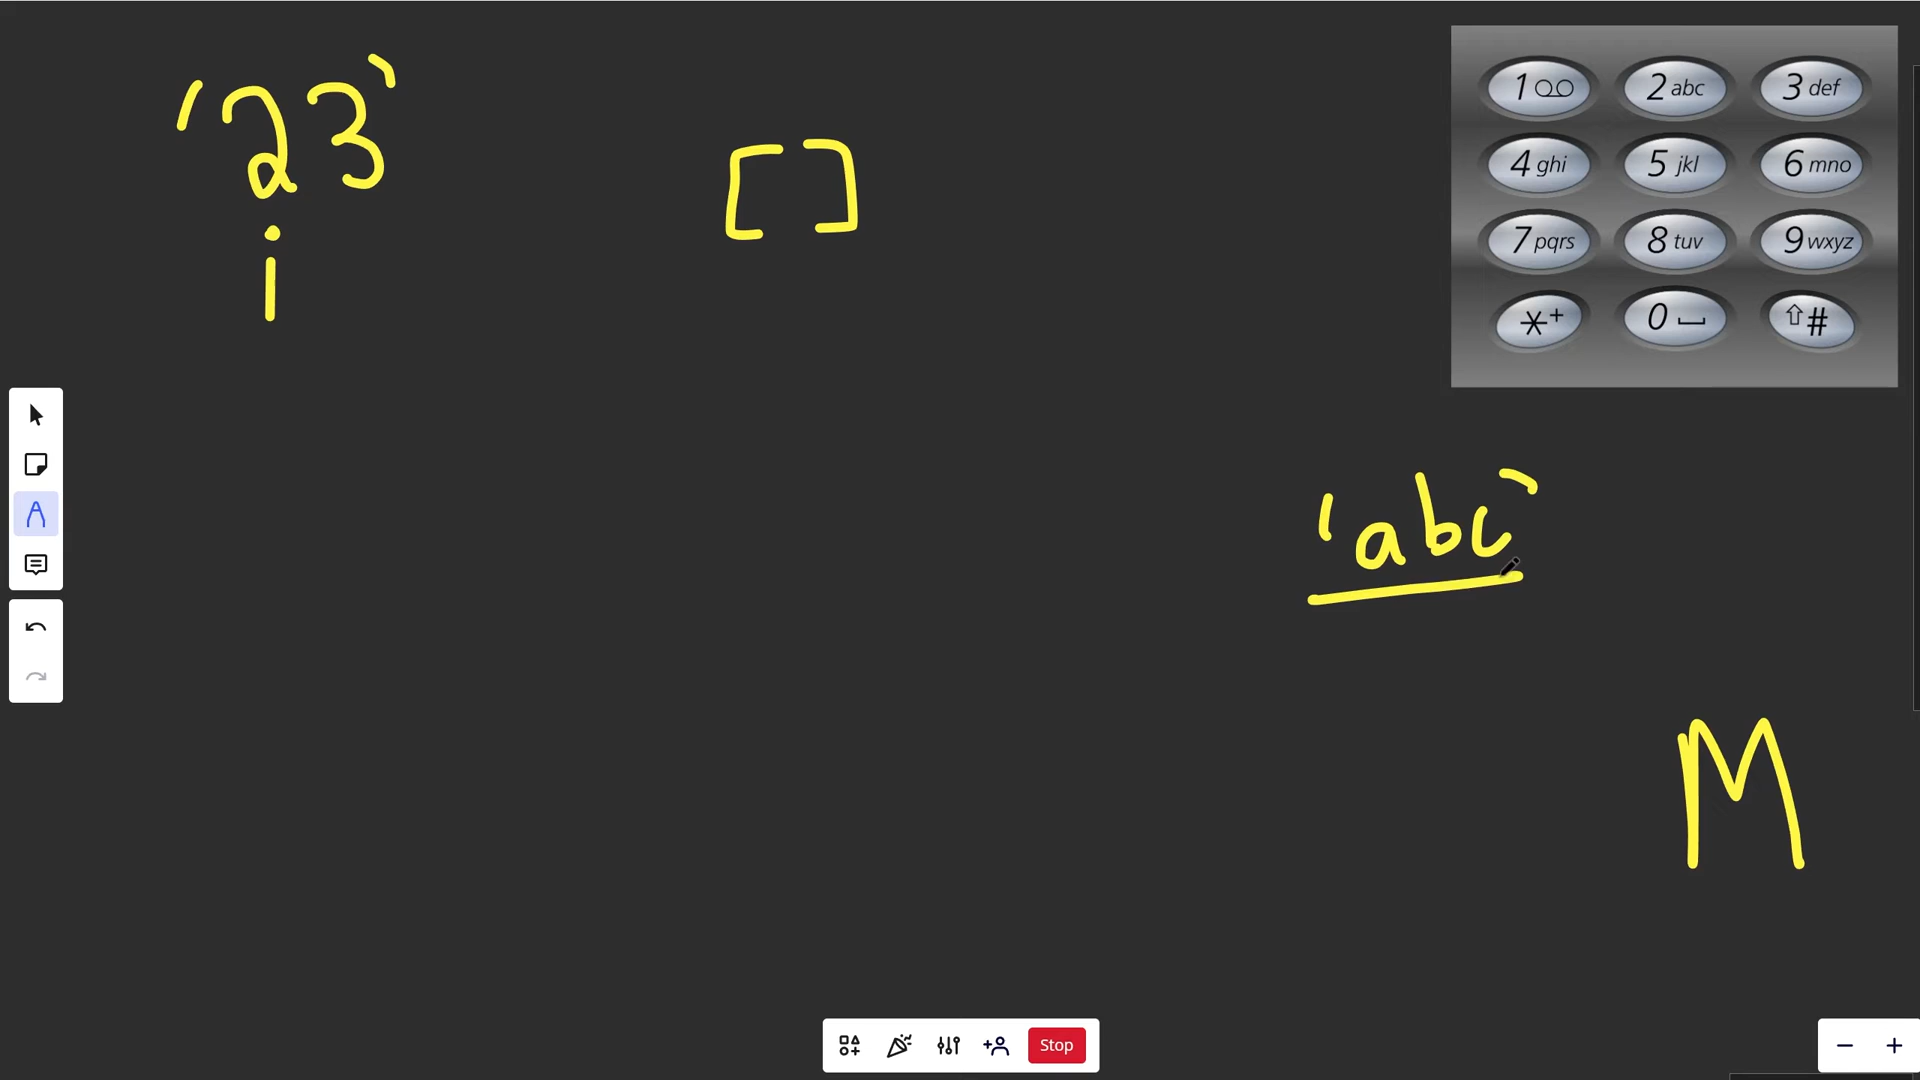 '23'
i
[ ]
1 2 abc 3 def
4 ghi 5 jkl 6 mno
7 pqrs 8 tuv 9 wxyz
*+ 0 #
'abc'
M
Stop